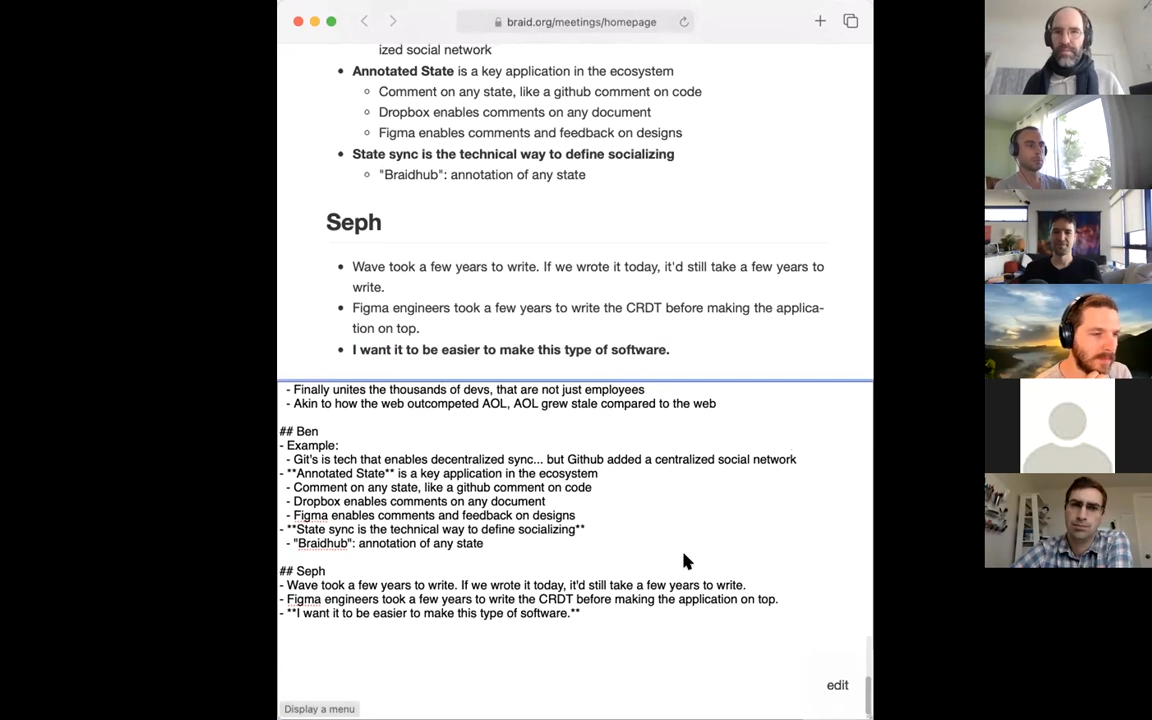 braid.org/meetings/homepage
ized social network
• Annotated State is a key application in the ecosystem
◦ Comment on any state, like a github comment on code
◦ Dropbox enables comments on any document
◦ Figma enables comments and feedback on designs
• State sync is the technical way to define socializing
◦ "Braidhub": annotation of any state
Seph
• Wave took a few years to write. If we wrote it today, it'd still take a few years to
write.
• Figma engineers took a few years to write the CRDT before making the applica-
tion on top.
• I want it to be easier to make this type of software.
- Finally unites the thousands of devs, that are not just employees
- Akin to how the web outcompeted AOL, AOL grew stale compared to the web
## Ben
- Example:
- Git's is tech that enables decentralized sync... but Github added a centralized social network
- **Annotated State** is a key application in the ecosystem
- Comment on any state, like a github comment on code
- Dropbox enables comments on any document
- Figma enables comments and feedback on designs
- **State sync is the technical way to define socializing**
- "Braidhub": annotation of any state
## Seph
- Wave took a few years to write. If we wrote it today, it'd still take a few years to write.
- Figma engineers took a few years to write the CRDT before making the application on top.
- **I want it to be easier to make this type of software.**
edit
Display a menu